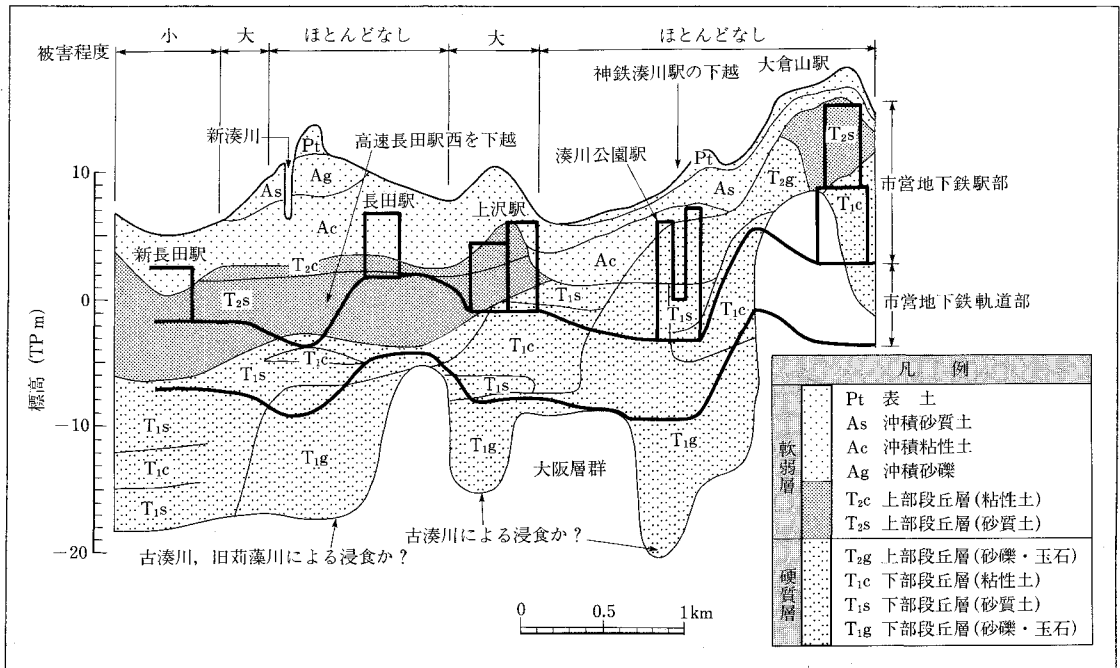 被害程度
小
大
ほとんどなし
大
ほとんどなし
大倉山駅
神鉄湊川駅の下越
新湊川
高速長田駅西を下越
湊川公園駅
Pt
Ag
As
Ac
長田駅
上沢駅
新長田駅
T₂c
T₂s
T₁c
T₁s
T₁s
T₁c
T₁s
T₁g
T₁s
T₁c
T₁s
T₁g
Ac
Pt
As
T₂g
T₂s
T₁c
T₁s
T₁c
T₁g
大阪層群
市営地下鉄駅部
市営地下鉄軌道部
標高 (TP m)
10
0
-10
-20
古湊川，旧苅藻川による浸食か？
古湊川による浸食か？
0 0.5 1km
凡例
軟弱層
Pt 表土
As 沖積砂質土
Ac 沖積粘性土
Ag 沖積砂礫
T₂c 上部段丘層(粘性土)
T₂s 上部段丘層(砂質土)
硬質層
T₂g 上部段丘層(砂礫・玉石)
T₁c 下部段丘層(粘性土)
T₁s 下部段丘層(砂質土)
T₁g 下部段丘層(砂礫・玉石)